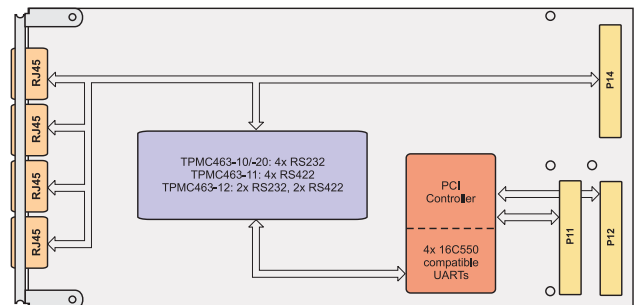 RJ45
RJ45
RJ45
RJ45
P14
TPMC463-10/-20: 4x RS232
TPMC463-11: 4x RS422
TPMC463-12: 2x RS232, 2x RS422
PCI
Controller
4x 16C550
compatible
UARTs
P11
P12